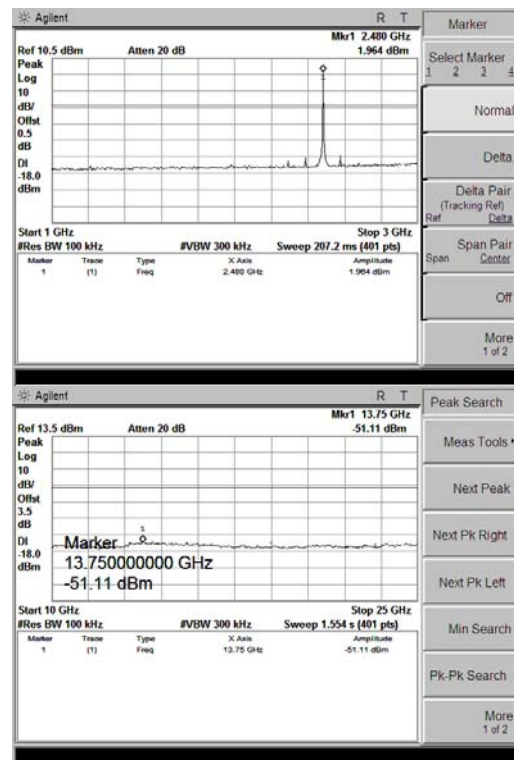 Agilent R T
Mkr1 2.480 GHz
Ref 10.5 dBm Atten 20 dB 1.964 dBm
Peak
Log
10
dB/
Offst
0.5
dB
DI
-18.0
dBm
1
Start 1 GHz Stop 3 GHz
#Res BW 100 kHz #VBW 300 kHz Sweep 207.2 ms (401 pts)
Marker Trace Type X Axis Amplitude
1 (1) Freq 2.480 GHz 1.964 dBm
Marker
Select Marker
1 2 3 4
Normal
Delta
Delta Pair
(Tracking Ref)
Ref Delta
Span Pair
Span Center
Off
More
1 of 2
Agilent R T
Mkr1 13.75 GHz
Ref 13.5 dBm Atten 20 dB -51.11 dBm
Peak
Log
10
dB/
Offst
3.5
dB
DI
-18.0
dBm
1
Marker
13.750000000 GHz
-51.11 dBm
Start 10 GHz Stop 25 GHz
#Res BW 100 kHz #VBW 300 kHz Sweep 1.554 s (401 pts)
Marker Trace Type X Axis Amplitude
1 (1) Freq 13.75 GHz -51.11 dBm
Peak Search
Meas Tools
Next Peak
Next Pk Right
Next Pk Left
Min Search
Pk-Pk Search
More
1 of 2